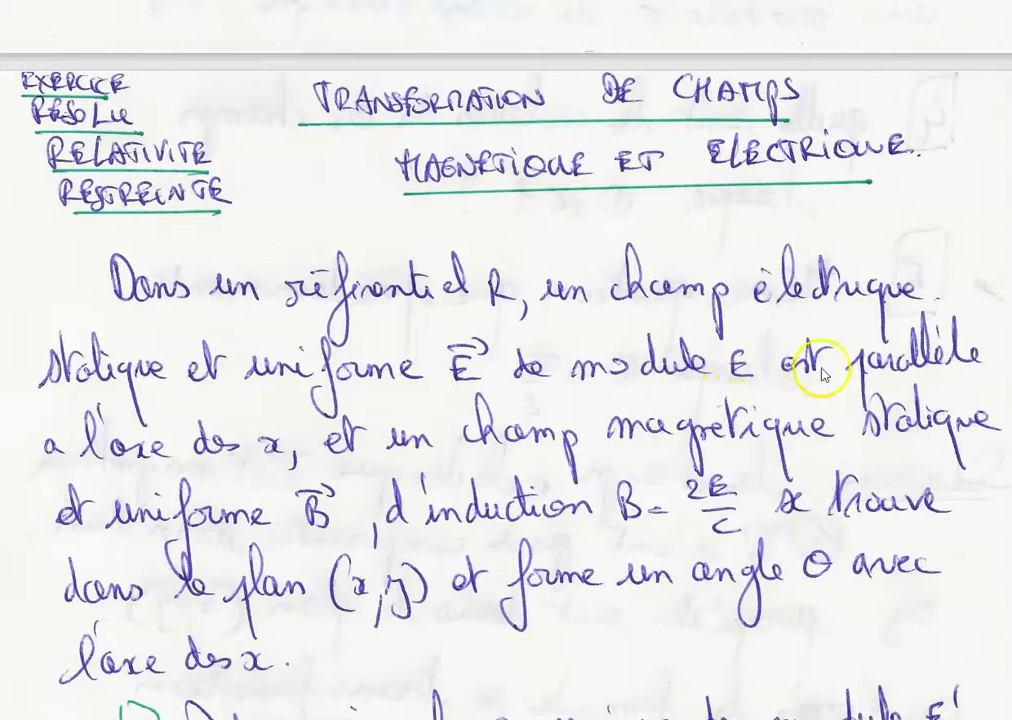 EXERCICE
RESOLU
RELATIVITE
RESTREINTE
TRANSFORMATION DE CHAMPS
MAGNETIQUE ET ELECTRIQUE.
Dans un référentiel R, un champ électrique
statique et uniforme E de module E est parallèle
a l'axe des x, et un champ magnétique statique
et uniforme B, d'induction B = 2E/C se trouve
dans le plan (x,y) et forme un angle θ avec
l'axe des x.